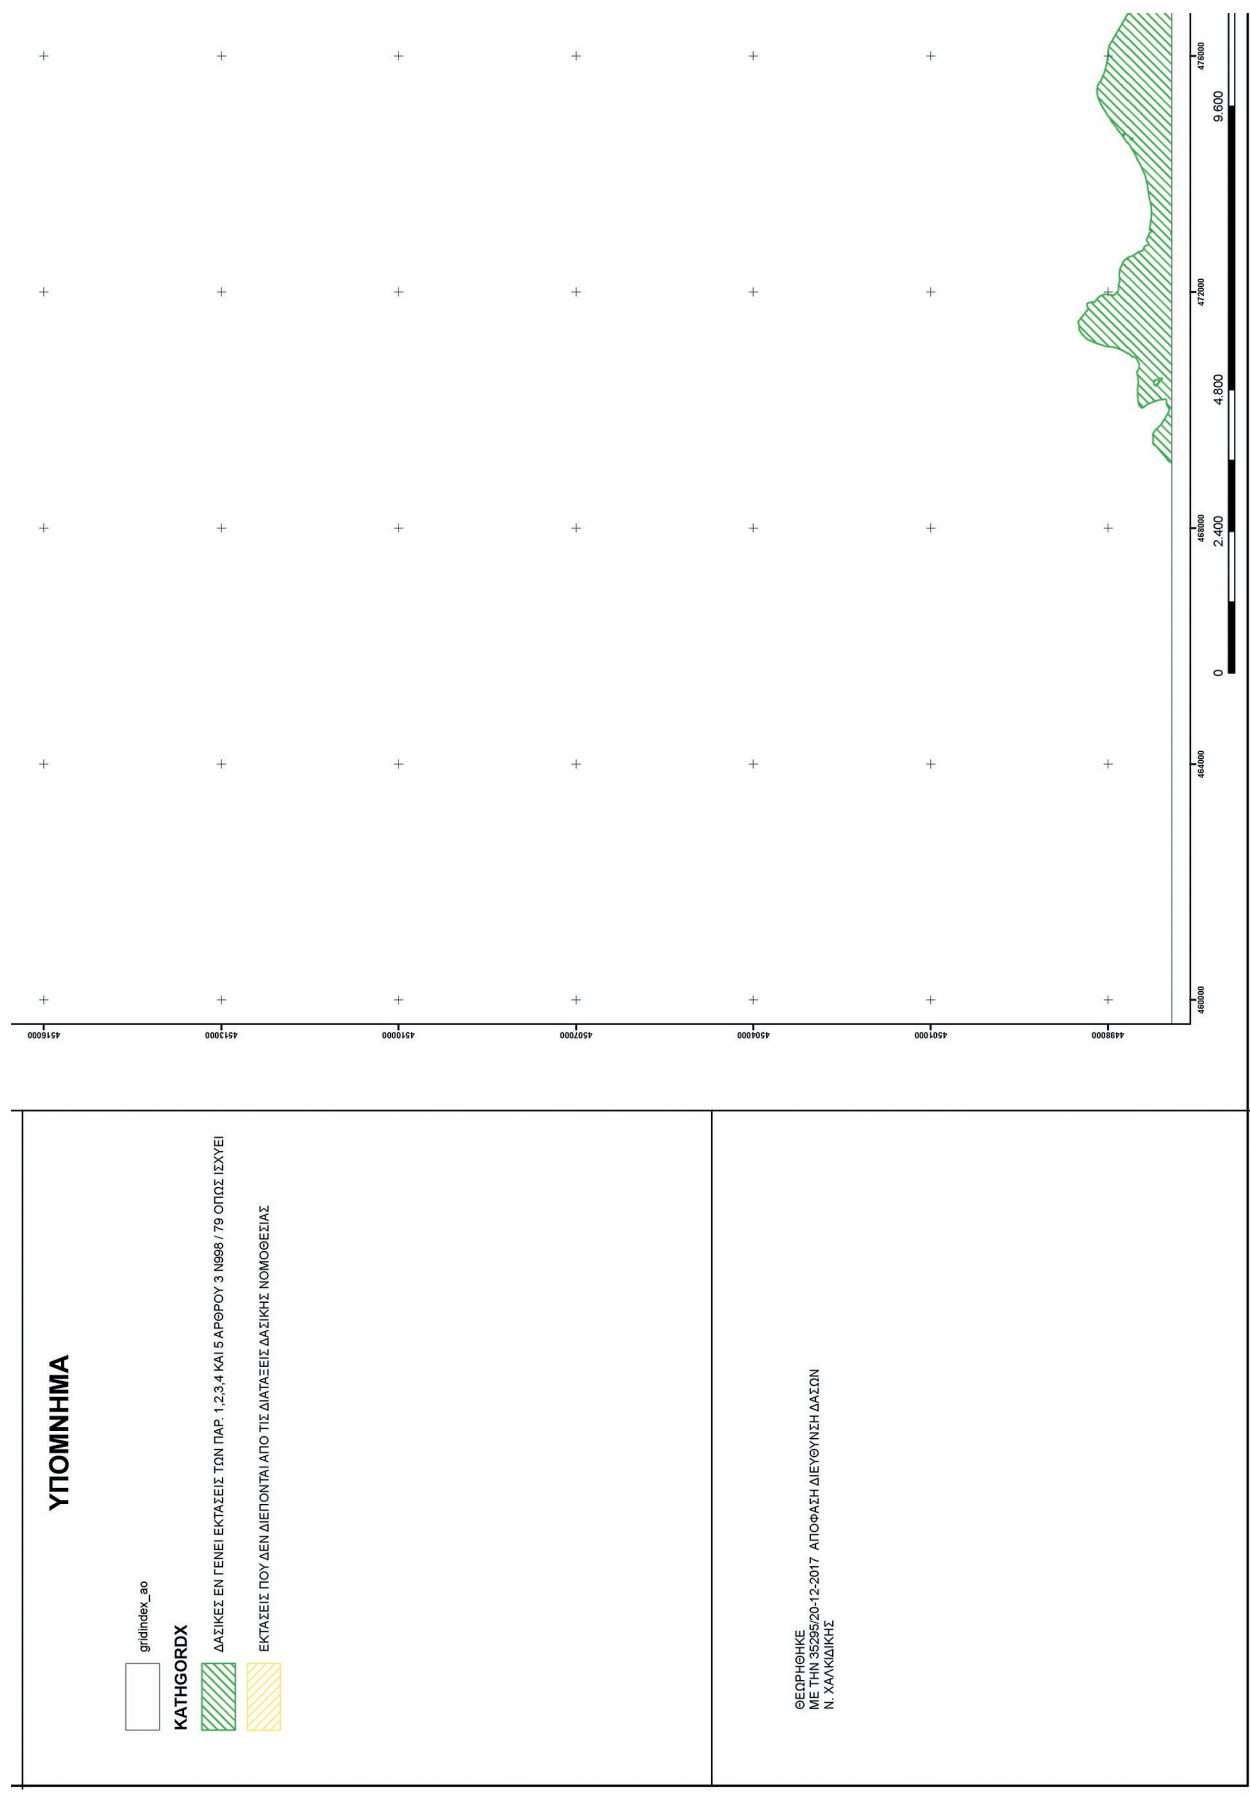 ΥΠΟΜΝΗΜΑ
gridindex_ao
KATHGORDX
ΔΑΣΙΚΕΣ ΕΝ ΓΕΝΕΙ ΕΚΤΑΣΕΙΣ ΤΩΝ ΠΑΡ. 1,2,3,4 ΚΑΙ 5 ΑΡΘΡΟΥ 3 Ν998 / 79 ΟΠΩΣ ΙΣΧΥΕΙ
ΕΚΤΑΣΕΙΣ ΠΟΥ ΔΕΝ ΔΙΕΠΟΝΤΑΙ ΑΠΟ ΤΙΣ ΔΙΑΤΑΞΕΙΣ ΔΑΣΙΚΗΣ ΝΟΜΟΘΕΣΙΑΣ
ΘΕΩΡΗΘΗΚΕ
ΜΕ ΤΗΝ 35295/20-12-2017 ΑΠΟΦΑΣΗ ΔΙΕΥΘΥΝΣΗ ΔΑΣΩΝ
Ν. ΧΑΛΚΙΔΙΚΗΣ
4516000
4513000
4510000
4507000
4504000
4501000
4498000
460000 464000 468000 472000 476000
0 2.400 4.800 9.600